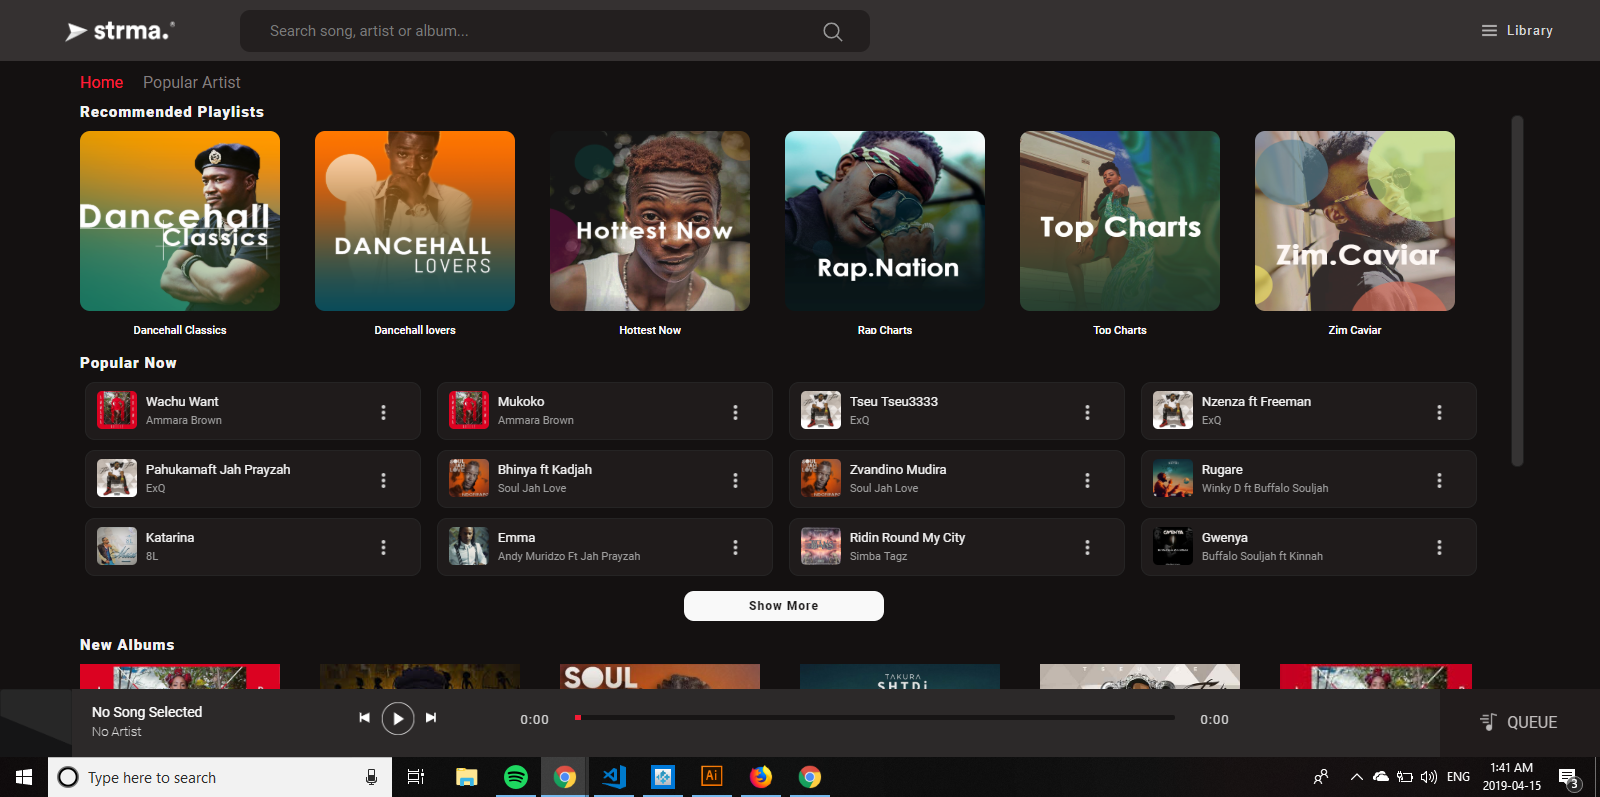 strma.
Search song, artist or album...
Library
Home
Popular Artist
Recommended Playlists
Dancehall
Classics
DANCEHALL
LOVERS
Hottest Now
Rap.Nation
Top Charts
Zim.Caviar
Dancehall Classics
Dancehall lovers
Hottest Now
Rap Charts
Top Charts
Zim Caviar
Popular Now
Wachu Want
Ammara Brown
Mukoko
Ammara Brown
Tseu Tseu3333
ExQ
Nzenza ft Freeman
ExQ
Pahukamaft Jah Prayzah
ExQ
Bhinya ft Kadjah
Soul Jah Love
Zvandino Mudira
Soul Jah Love
Rugare
Winky D ft Buffalo Souljah
Katarina
8L
Emma
Andy Muridzo Ft Jah Prayzah
Ridin Round My City
Simba Tagz
Gwenya
Buffalo Souljah ft Kinnah
Show More
New Albums
SOUL
TAKURA
No Song Selected
No Artist
0:00
0:00
QUEUE
Type here to search
Ai
ENG
1:41 AM
2019-04-15
3